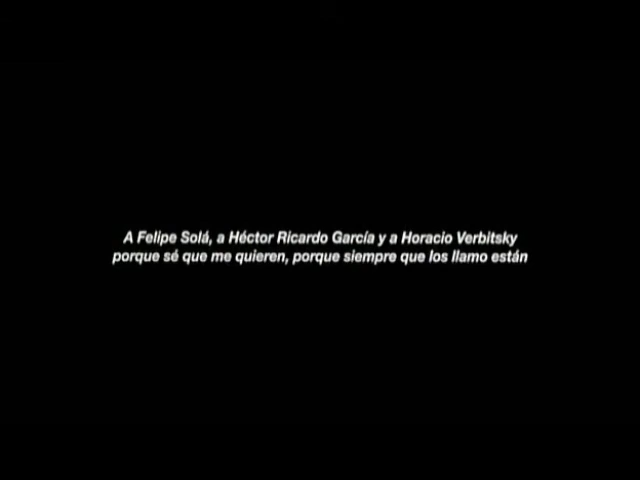 A Felipe Solá, a Héctor Ricardo García y a Horacio Verbitsky
porque sé que me quieren, porque siempre que los llamo están